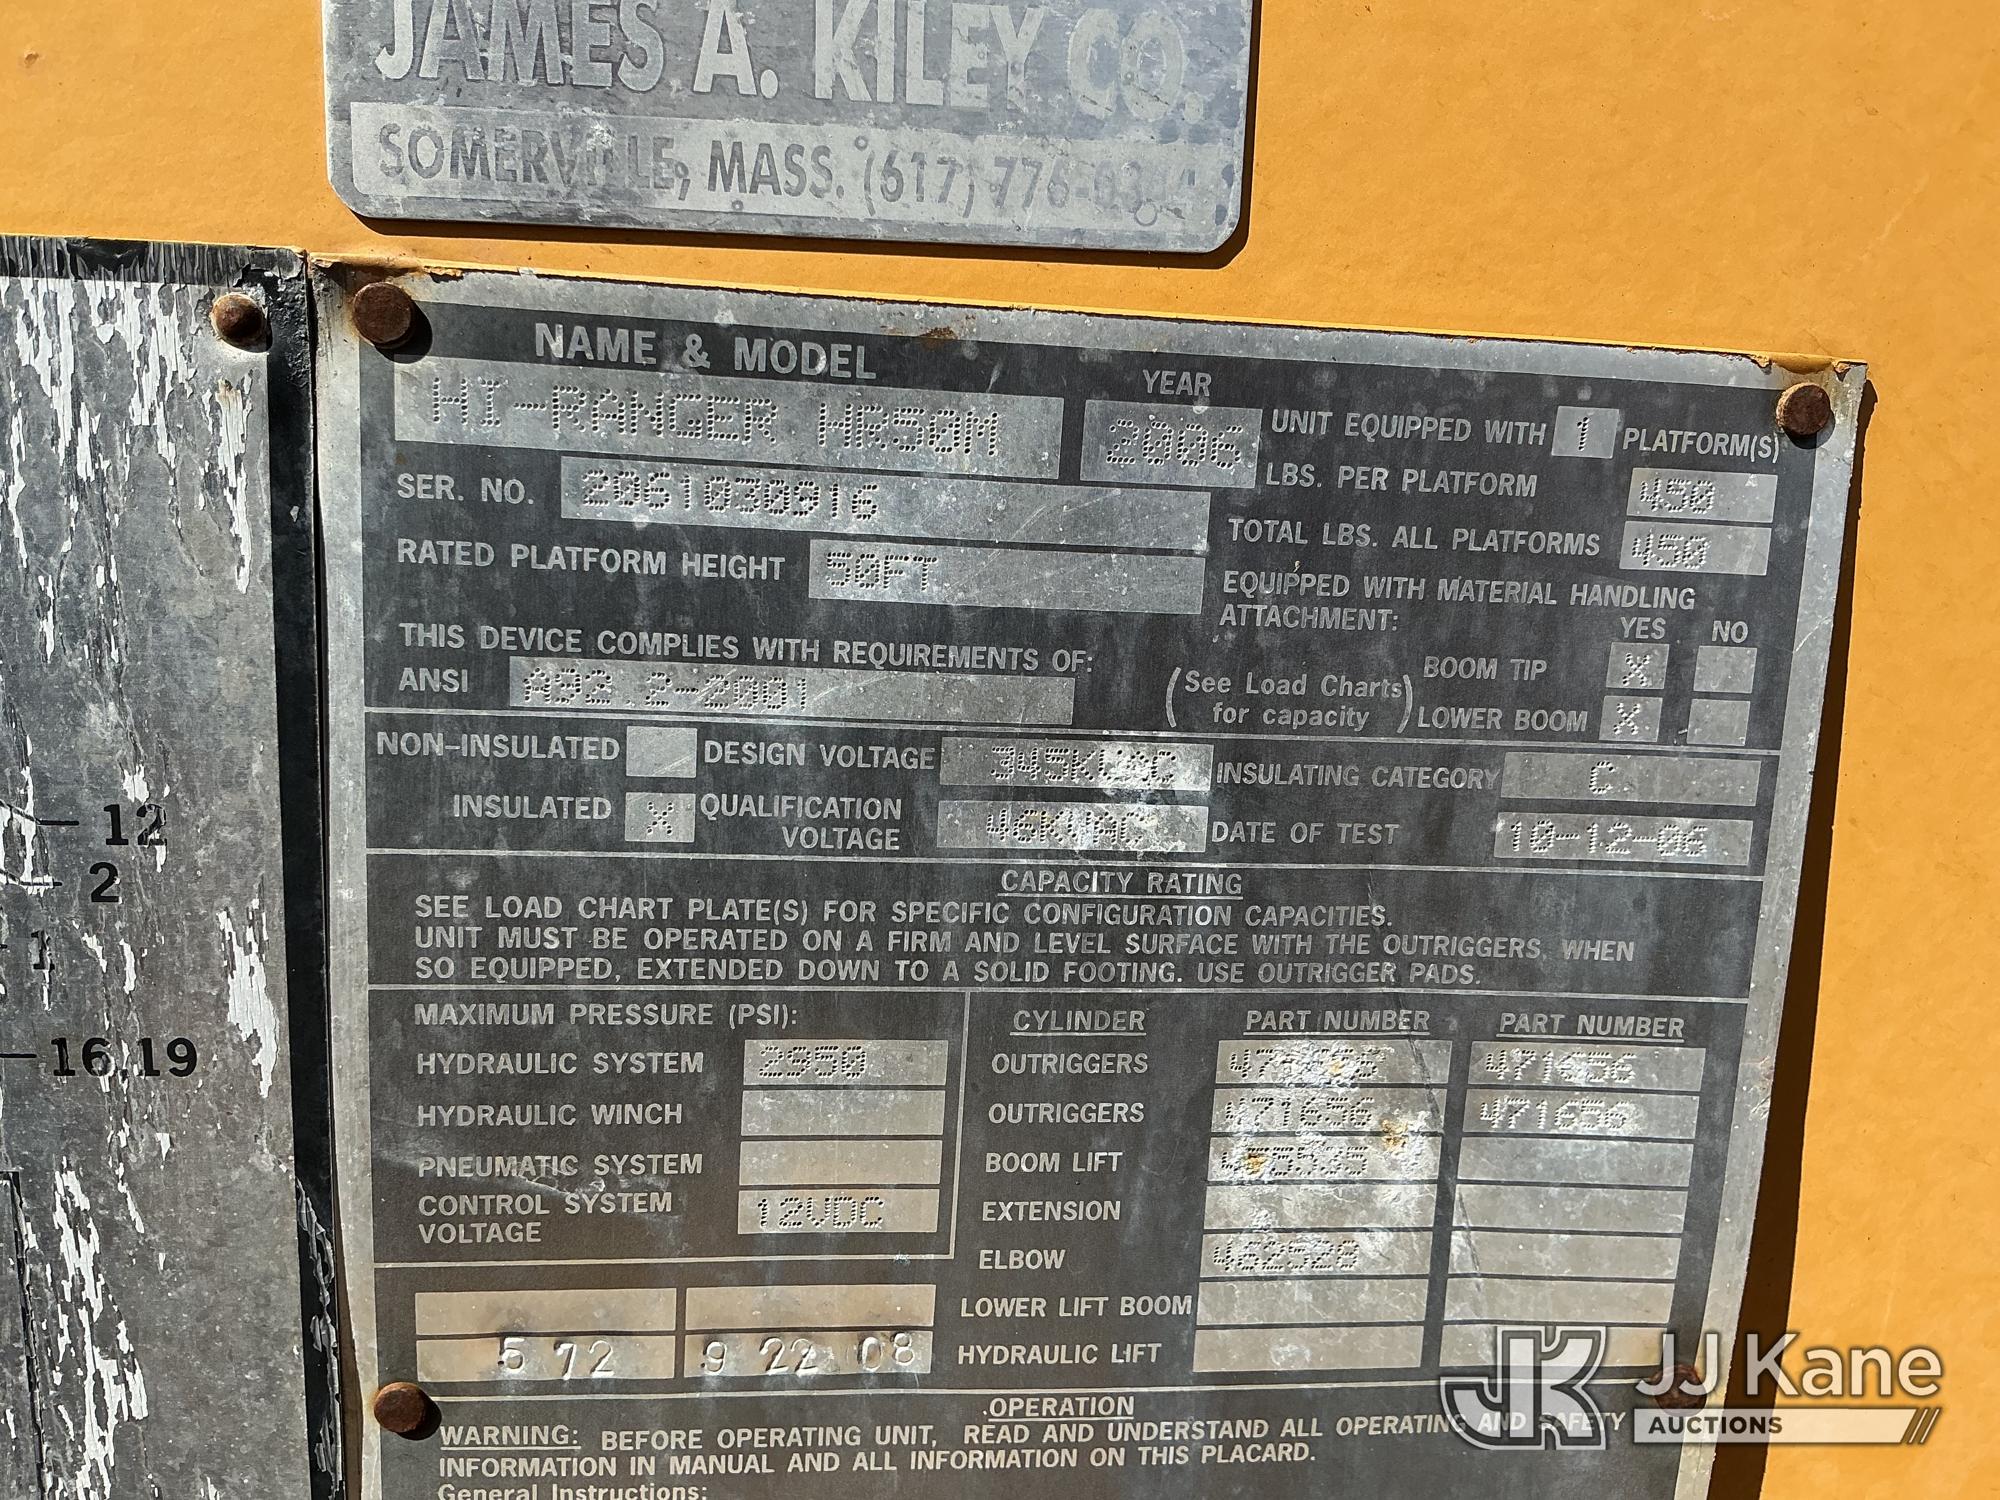 JAMES A. KILEY CO.
SOMERVILLE, MASS. (617)
NAME & MODEL
YEAR
HI-RANGER HR50M
2006
UNIT EQUIPPED WITH 1 PLATFORM(S)
SER. NO. 2061030916
LBS. PER PLATFORM 450
TOTAL LBS. ALL PLATFORMS 450
RATED PLATFORM HEIGHT 50FT
EQUIPPED WITH MATERIAL HANDLING
ATTACHMENT: YES NO
THIS DEVICE COMPLIES WITH REQUIREMENTS OF:
ANSI A92.2-2001
(See Load Charts
for capacity)
BOOM TIP X
LOWER BOOM X
NON-INSULATED
DESIGN VOLTAGE
INSULATING CATEGORY C
INSULATED X
QUALIFICATION
VOLTAGE 46KVAC
DATE OF TEST 10-12-06
CAPACITY RATING
SEE LOAD CHART PLATE(S) FOR SPECIFIC CONFIGURATION CAPACITIES.
UNIT MUST BE OPERATED ON A FIRM AND LEVEL SURFACE WITH THE OUTRIGGERS, WHEN
SO EQUIPPED, EXTENDED DOWN TO A SOLID FOOTING. USE OUTRIGGER PADS.
MAXIMUM PRESSURE (PSI):
HYDRAULIC SYSTEM 2950
HYDRAULIC WINCH
PNEUMATIC SYSTEM
CONTROL SYSTEM
VOLTAGE 12VDC
CYLINDER PART NUMBER PART NUMBER
OUTRIGGERS 471656
OUTRIGGERS 471656 471656
BOOM LIFT
EXTENSION
ELBOW 462528
LOWER LIFT BOOM
HYDRAULIC LIFT
5 72 9 22 08
OPERATION
WARNING: BEFORE OPERATING UNIT, READ AND UNDERSTAND ALL OPERATING AND SAFETY
INFORMATION IN MANUAL AND ALL INFORMATION ON THIS PLACARD.
General Instructions:
12
2
1
16,19
JK JJ Kane
AUCTIONS